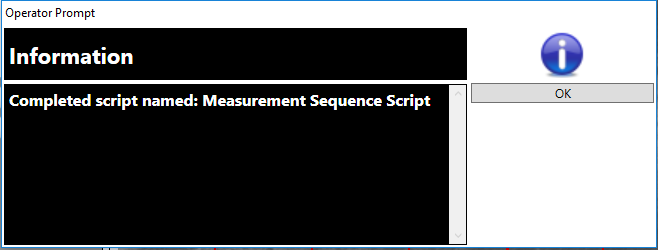 Operator Prompt
Information
Completed script named: Measurement Sequence Script
OK